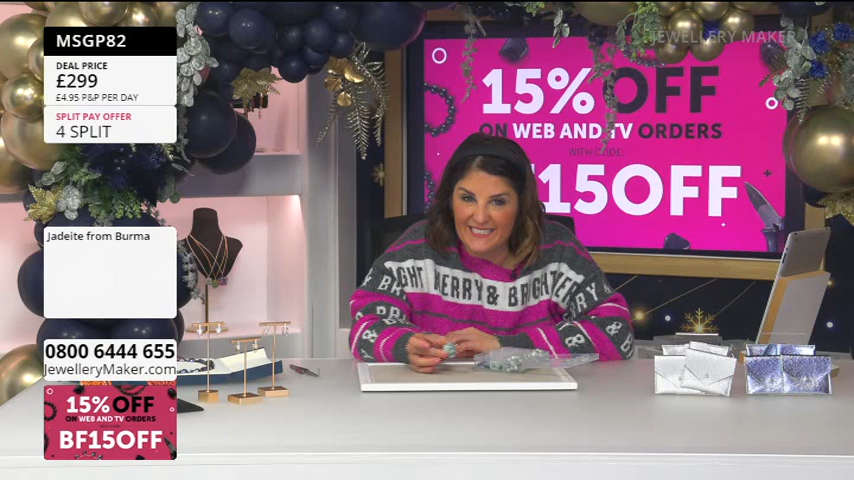 MSGP82
DEAL PRICE
£299
£4.95 P&P PER DAY
SPLIT PAY OFFER
4 SPLIT
Jadeite from Burma
0800 6444 655
JewelleryMaker.com
15% OFF
ON WEB AND TV ORDERS
BF15OFF
JEWELLERY MAKER
15% OFF
ON WEB AND TV ORDERS
WITH CODE:
15OFF
MERRY & BRIGHTER